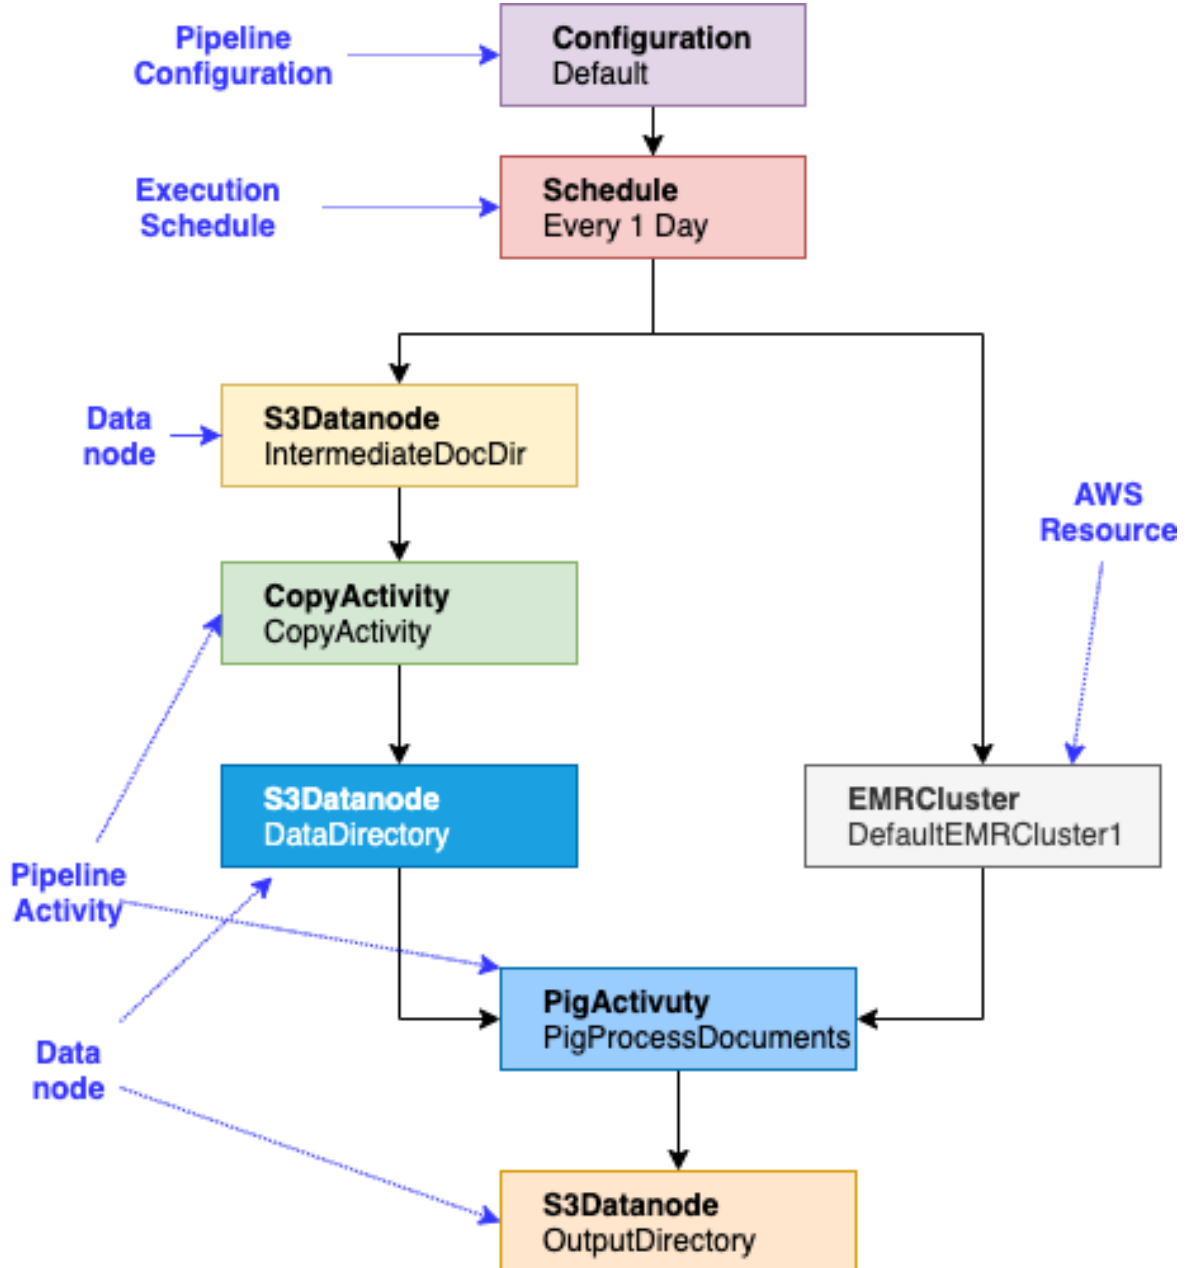 Pipeline
Configuration
Configuration
Default
Execution
Schedule
Schedule
Every 1 Day
Data
node
S3Datanode
IntermediateDocDir
AWS
Resource
CopyActivity
CopyActivity
S3Datanode
DataDirectory
EMRCluster
DefaultEMRCluster1
Pipeline
Activity
PigActivuty
PigProcessDocuments
Data
node
S3Datanode
OutputDirectory